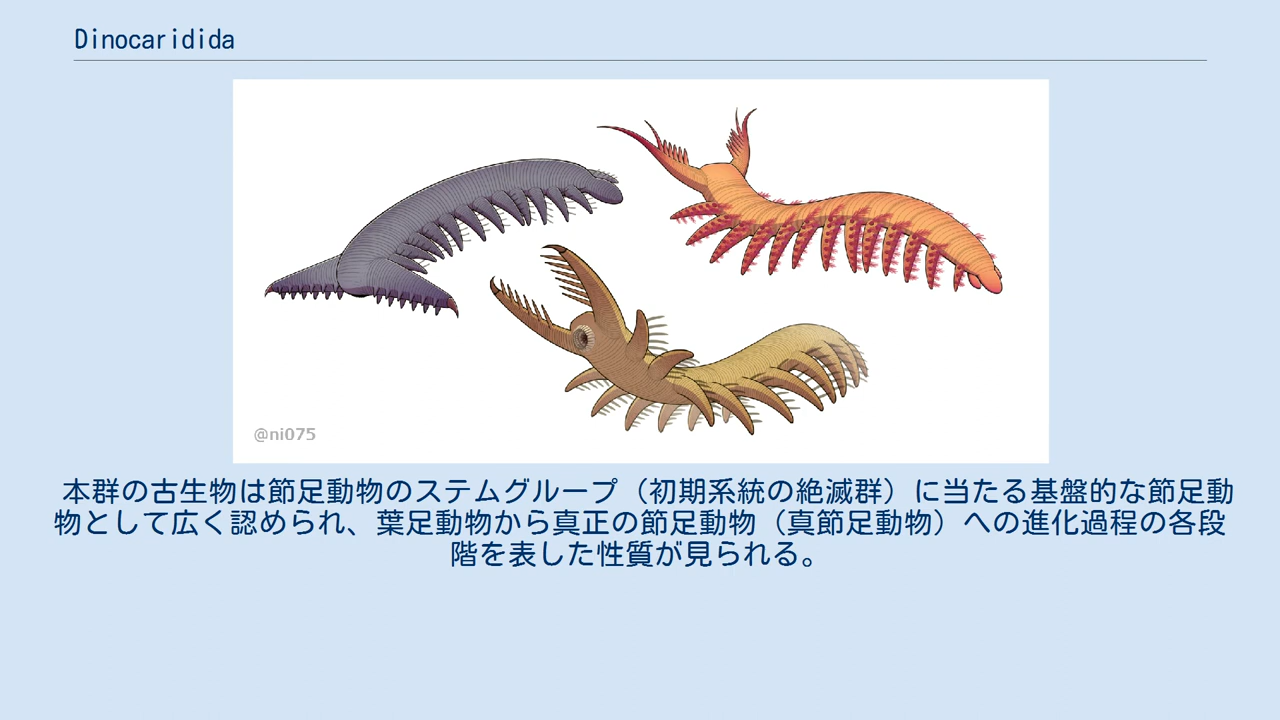 Dinocaridida
@ni075
本群の古生物は節足動物のステムグループ（初期系統の絶滅群）に当たる基盤的な節足動
物として広く認められ、葉足動物から真正の節足動物（真節足動物）への進化過程の各段
階を表した性質が見られる。